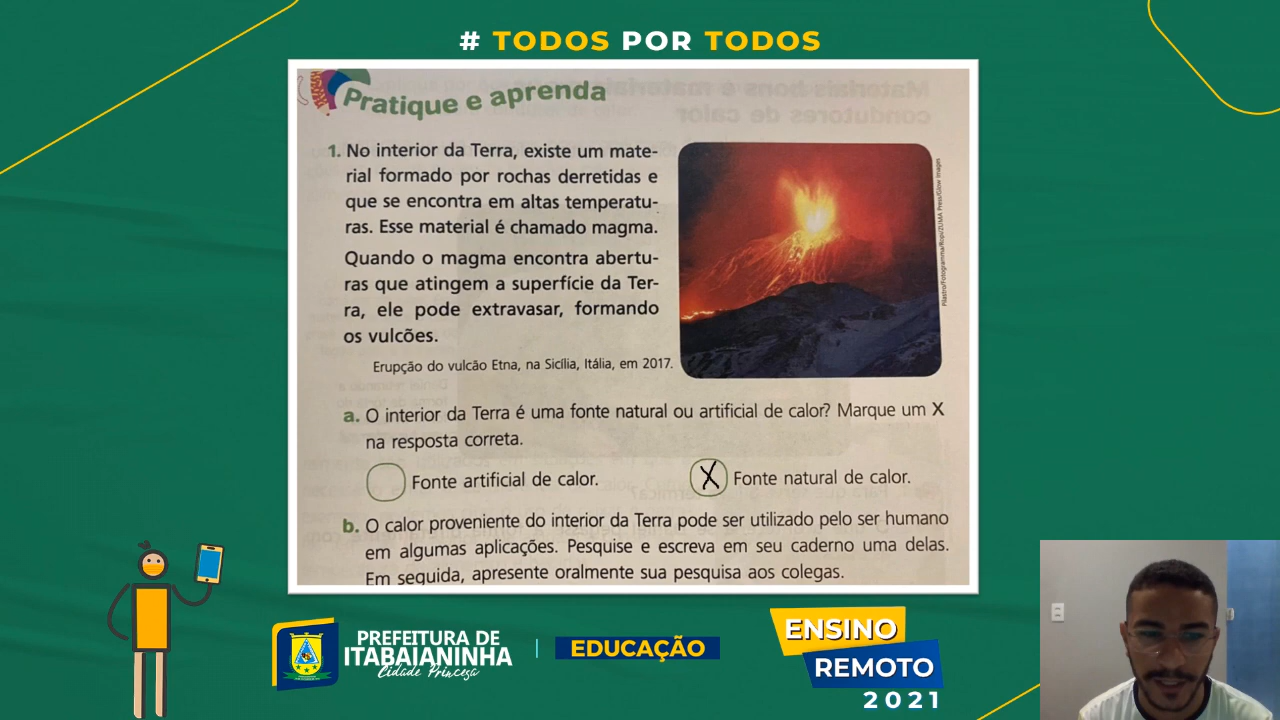 # TODOS POR TODOS
Pratique e aprenda
1. No interior da Terra, existe um mate-
rial formado por rochas derretidas e
que se encontra em altas temperatu-
ras. Esse material é chamado magma.
Quando o magma encontra abertu-
ras que atingem a superfície da Ter-
ra, ele pode extravasar, formando
os vulcões.
Erupção do vulcão Etna, na Sicília, Itália, em 2017.
a. O interior da Terra é uma fonte natural ou artificial de calor? Marque um X
na resposta correta.
Fonte artificial de calor.
X Fonte natural de calor.
b. O calor proveniente do interior da Terra pode ser utilizado pelo ser humano
em algumas aplicações. Pesquise e escreva em seu caderno uma delas.
Em seguida, apresente oralmente sua pesquisa aos colegas.
PREFEITURA DE
ITABAIANINHA
Cidade Princesa
EDUCAÇÃO
ENSINO
REMOTO
2021